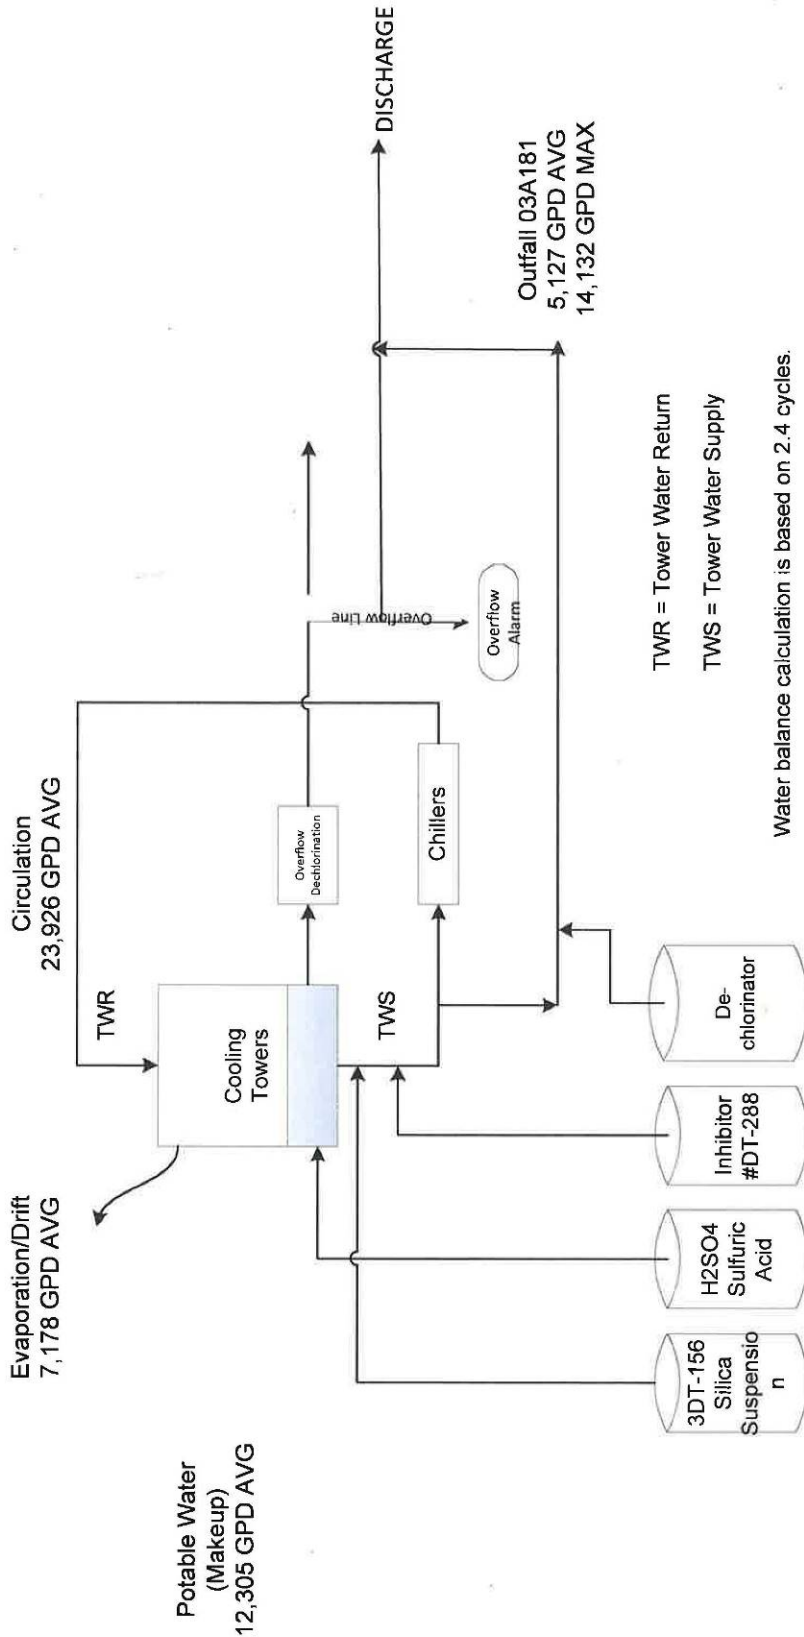 Potable Water
(Makeup)
12,305 GPD AVG
Evaporation/Drift
7,178 GPD AVG
Circulation
23,926 GPD AVG
TWR
Cooling
Towers
TWS
Overflow
Dechlorination
Chillers
Overflow Line
Overflow
Alarm
DISCHARGE
Outfall 03A181
5,127 GPD AVG
14,132 GPD MAX
3DT-156
Silica
Suspensio
n
H2SO4
Sulfuric
Acid
Inhibitor
#DT-288
De-
chlorinator
TWR = Tower Water Return
TWS = Tower Water Supply
Water balance calculation is based on 2.4 cycles.